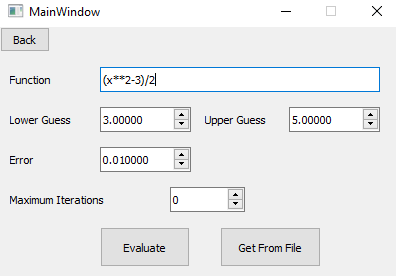 MainWindow
Back
Function (x**2-3)/2
Lower Guess 3.00000 Upper Guess 5.00000
Error 0.010000
Maximum Iterations 0
Evaluate Get From File